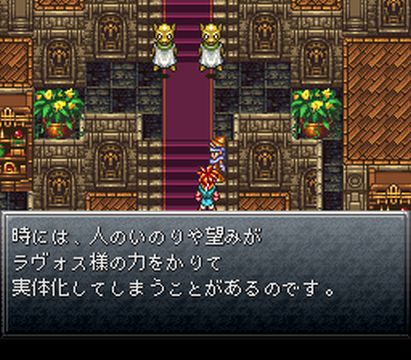 時には、人のいのりや望みが
ラヴォス様の力をかりて
実体化してしまうことがあるのです。